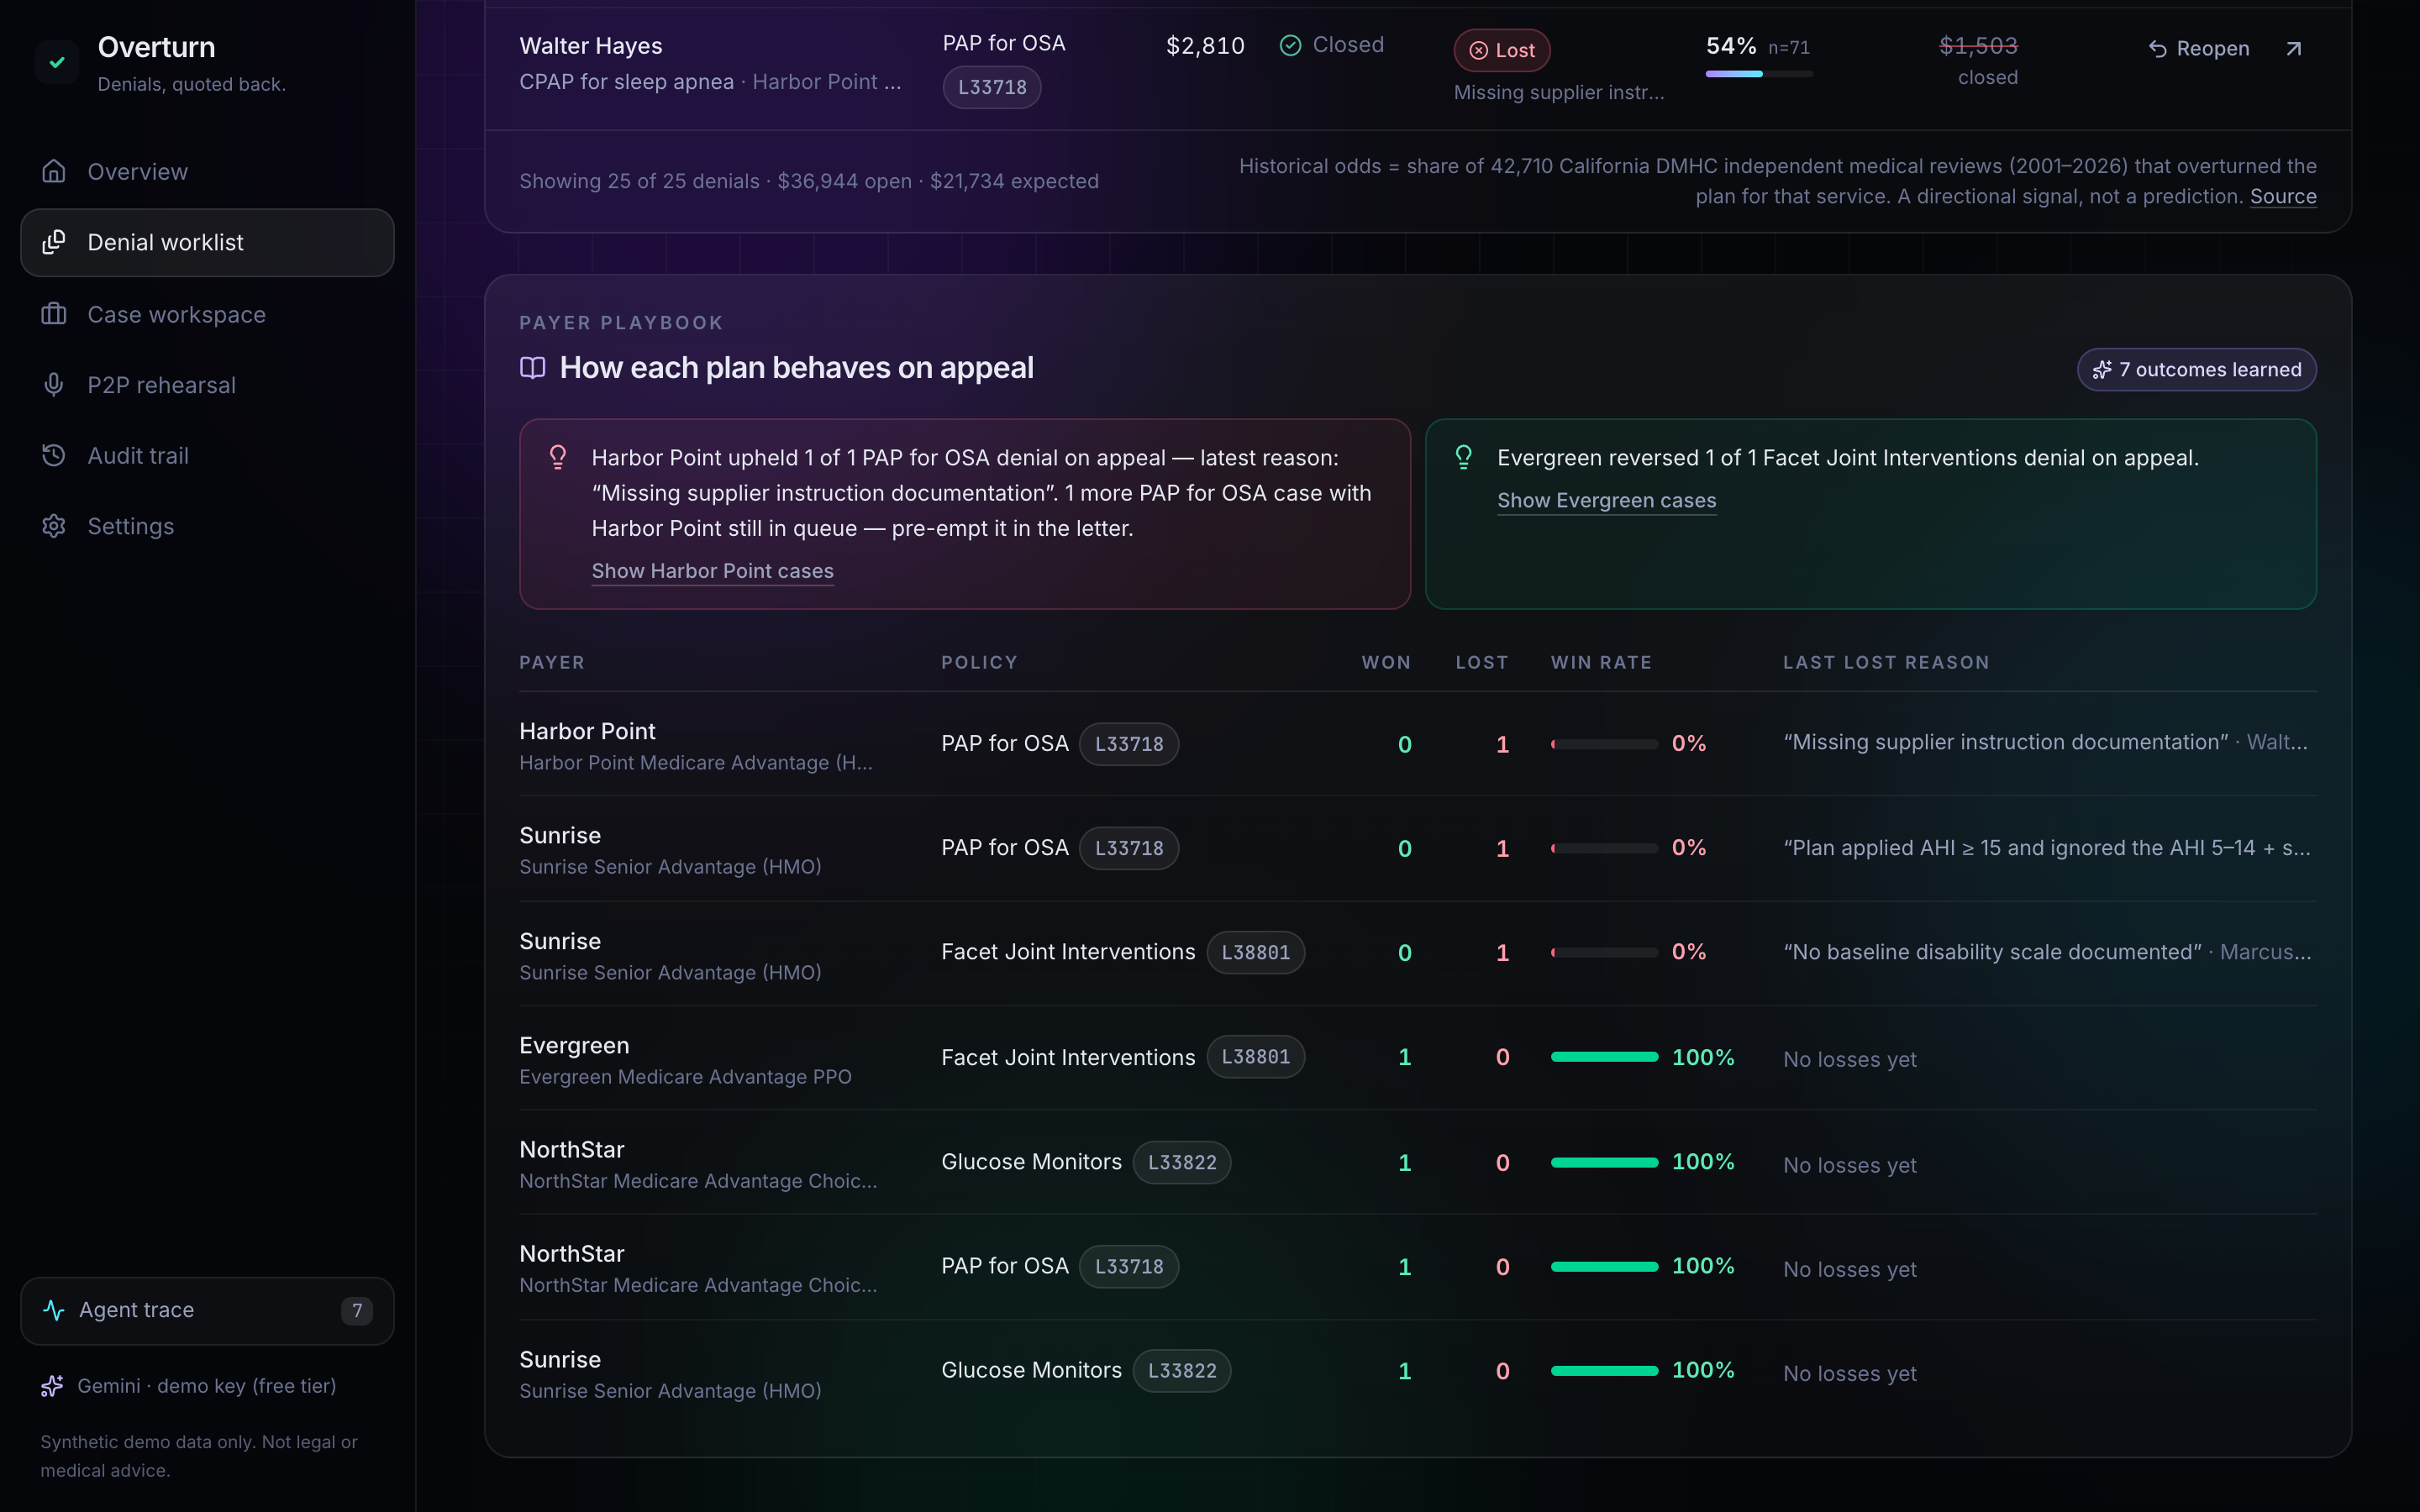 Overturn
Denials, quoted back.
Overview
Denial worklist
Case workspace
P2P rehearsal
Audit trail
Settings
Agent trace 7
Gemini · demo key (free tier)
Synthetic demo data only. Not legal or
medical advice.
Walter Hayes
CPAP for sleep apnea · Harbor Point ...
PAP for OSA
L33718
$2,810
Closed
Lost
Missing supplier instr...
54% n=71
$1,503
closed
Reopen
Showing 25 of 25 denials · $36,944 open · $21,734 expected
Historical odds = share of 42,710 California DMHC independent medical reviews (2001–2026) that overturned the
plan for that service. A directional signal, not a prediction. Source
PAYER PLAYBOOK
How each plan behaves on appeal
7 outcomes learned
Harbor Point upheld 1 of 1 PAP for OSA denial on appeal — latest reason:
“Missing supplier instruction documentation”. 1 more PAP for OSA case with
Harbor Point still in queue — pre-empt it in the letter.
Show Harbor Point cases
Evergreen reversed 1 of 1 Facet Joint Interventions denial on appeal.
Show Evergreen cases
PAYER POLICY WON LOST WIN RATE LAST LOST REASON
Harbor Point
Harbor Point Medicare Advantage (H...
PAP for OSA L33718 0 1 0% “Missing supplier instruction documentation” · Walt...
Sunrise
Sunrise Senior Advantage (HMO)
PAP for OSA L33718 0 1 0% “Plan applied AHI ≥ 15 and ignored the AHI 5–14 + s...
Sunrise
Sunrise Senior Advantage (HMO)
Facet Joint Interventions L38801 0 1 0% “No baseline disability scale documented” · Marcus...
Evergreen
Evergreen Medicare Advantage PPO
Facet Joint Interventions L38801 1 0 100% No losses yet
NorthStar
NorthStar Medicare Advantage Choic...
Glucose Monitors L33822 1 0 100% No losses yet
NorthStar
NorthStar Medicare Advantage Choic...
PAP for OSA L33718 1 0 100% No losses yet
Sunrise
Sunrise Senior Advantage (HMO)
Glucose Monitors L33822 1 0 100% No losses yet